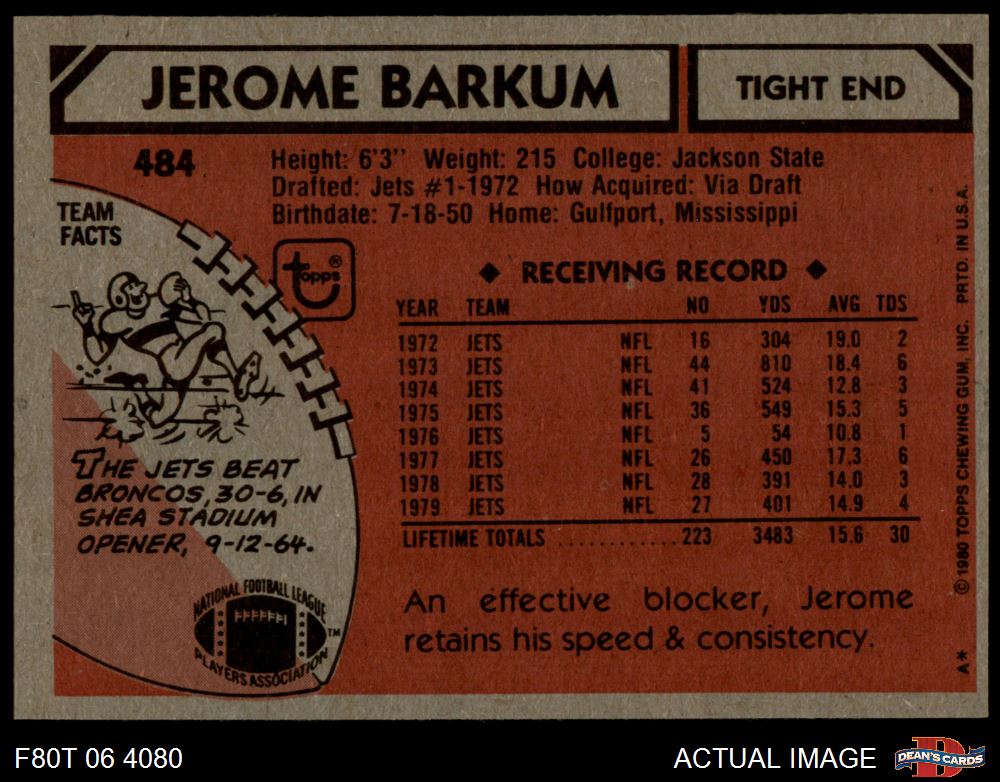 JEROME BARKUM
TIGHT END
484
Height: 6'3" Weight: 215 College: Jackson State
Drafted: Jets #1-1972 How Acquired: Via Draft
Birthdate: 7-18-50 Home: Gulfport, Mississippi
TEAM
FACTS
topps®
THE JETS BEAT
BRONCOS, 30-6, IN
SHEA STADIUM
OPENER, 9-12-64.
NATIONAL FOOTBALL LEAGUE
PLAYERS ASSOCIATION
TM
◆ RECEIVING RECORD ◆
YEAR TEAM NO YDS AVG TDS
1972 JETS NFL 16 304 19.0 2
1973 JETS NFL 44 810 18.4 6
1974 JETS NFL 41 524 12.8 3
1975 JETS NFL 36 549 15.3 5
1976 JETS NFL 5 54 10.8 1
1977 JETS NFL 26 450 17.3 6
1978 JETS NFL 28 391 14.0 3
1979 JETS NFL 27 401 14.9 4
LIFETIME TOTALS ............ 223 3483 15.6 30
An effective blocker, Jerome
retains his speed & consistency.
A* © 1980 TOPPS CHEWING GUM, INC. PRTD. IN U.S.A.
F80T 06 4080
ACTUAL IMAGE
D
DEAN'S CARDS